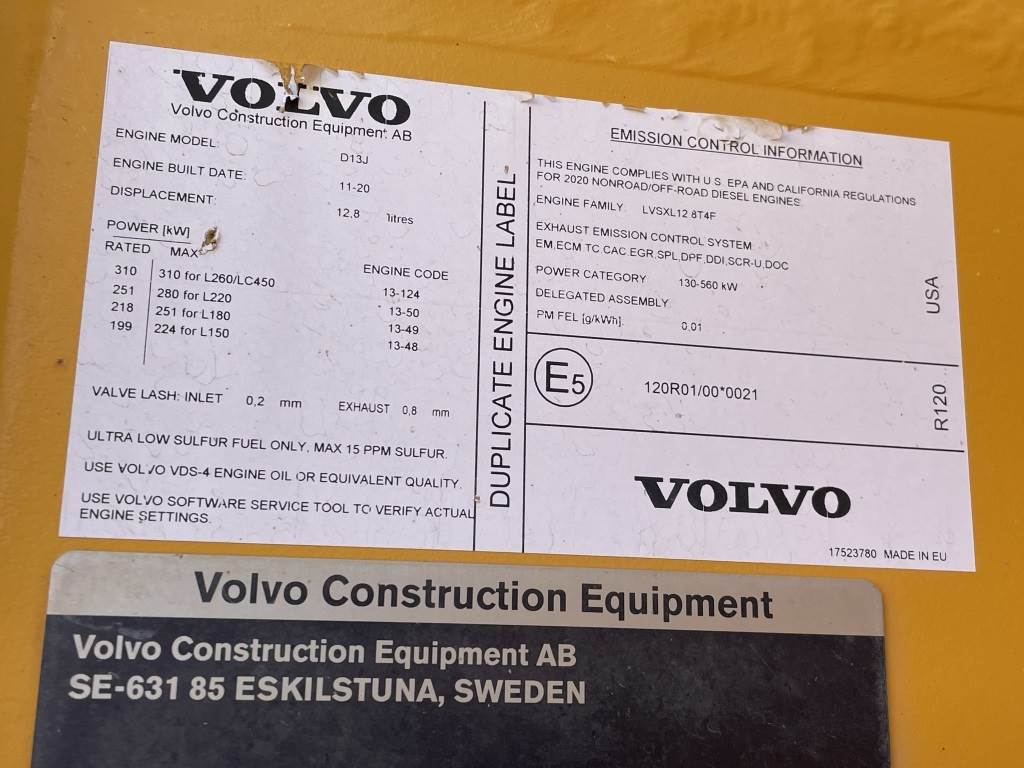 VOLVO
Volvo Construction Equipment AB
ENGINE MODEL: D13J
ENGINE BUILT DATE: 11-20
DISPLACEMENT: 12,8 litres
POWER [kW]
RATED MAX ENGINE CODE
310 310 for L260/LC450 13-124
251 280 for L220 13-50
218 251 for L180 13-49
199 224 for L150 13-48
VALVE LASH: INLET 0,2 mm EXHAUST 0,8 mm
ULTRA LOW SULFUR FUEL ONLY, MAX 15 PPM SULFUR.
USE VOLVO VDS-4 ENGINE OIL OR EQUIVALENT QUALITY.
USE VOLVO SOFTWARE SERVICE TOOL TO VERIFY ACTUAL
ENGINE SETTINGS.
DUPLICATE ENGINE LABEL
EMISSION CONTROL INFORMATION
THIS ENGINE COMPLIES WITH U.S. EPA AND CALIFORNIA REGULATIONS
FOR 2020 NONROAD/OFF-ROAD DIESEL ENGINES
ENGINE FAMILY LVSXL12.8T4F
EXHAUST EMISSION CONTROL SYSTEM
EM,ECM,TC,CAC,EGR,SPL,DPF,DDI,SCR-U,DOC
POWER CATEGORY 130-560 kW
DELEGATED ASSEMBLY
PM FEL [g/kWh]. 0,01
USA
E5 120R01/00*0021
R120
VOLVO
17523780 MADE IN EU
Volvo Construction Equipment
Volvo Construction Equipment AB
SE-631 85 ESKILSTUNA, SWEDEN